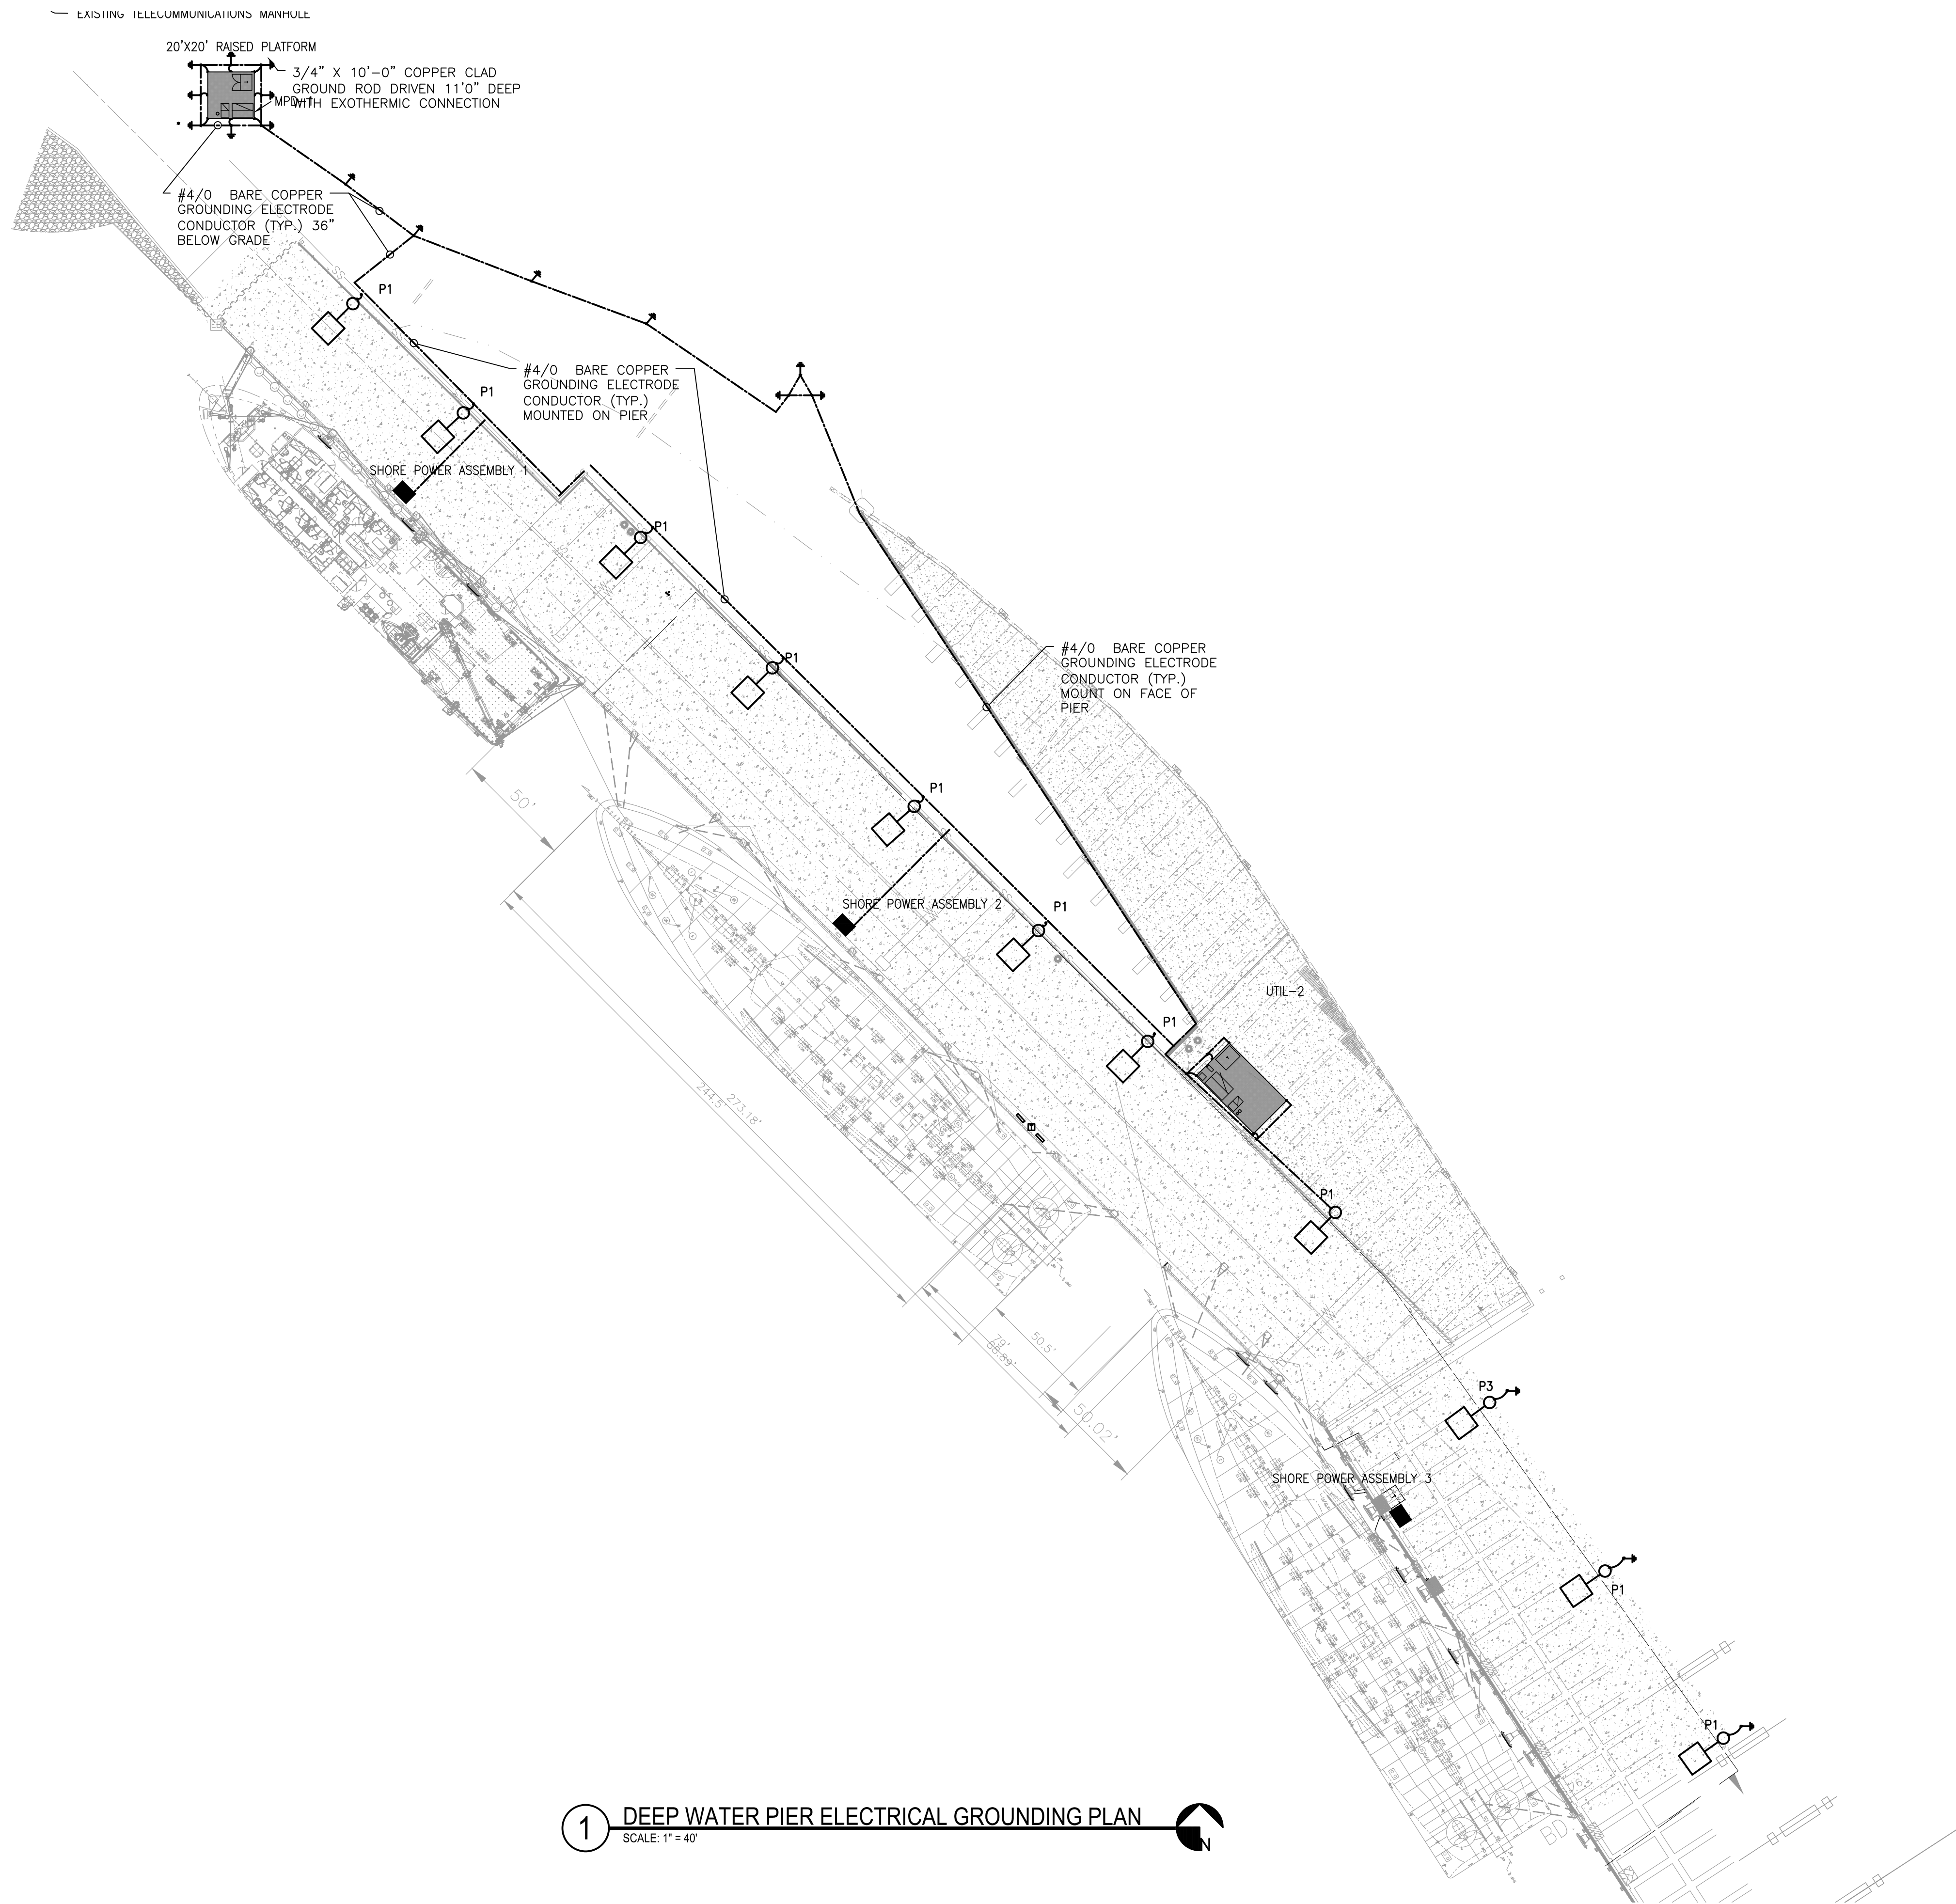 EXISTING TELECOMMUNICATIONS MANHOLE
20'X20' RAISED PLATFORM
3/4" X 10'-0" COPPER CLAD
GROUND ROD DRIVEN 11'0" DEEP
WITH EXOTHERMIC CONNECTION
MPD-1
#4/0 BARE COPPER
GROUNDING ELECTRODE
CONDUCTOR (TYP.) 36"
BELOW GRADE
P1
#4/0 BARE COPPER
GROUNDING ELECTRODE
CONDUCTOR (TYP.)
MOUNTED ON PIER
P1
SHORE POWER ASSEMBLY 1
P1
#4/0 BARE COPPER
GROUNDING ELECTRODE
CONDUCTOR (TYP.)
MOUNT ON FACE OF
PIER
P1
50'
P1
SHORE POWER ASSEMBLY 2
P1
UTIL-2
P1
244.5'
273.18'
P1
50.5'
79'
50.02'
P3
SHORE POWER ASSEMBLY 3
P1
P1
BD
1
DEEP WATER PIER ELECTRICAL GROUNDING PLAN
SCALE: 1" = 40'
N